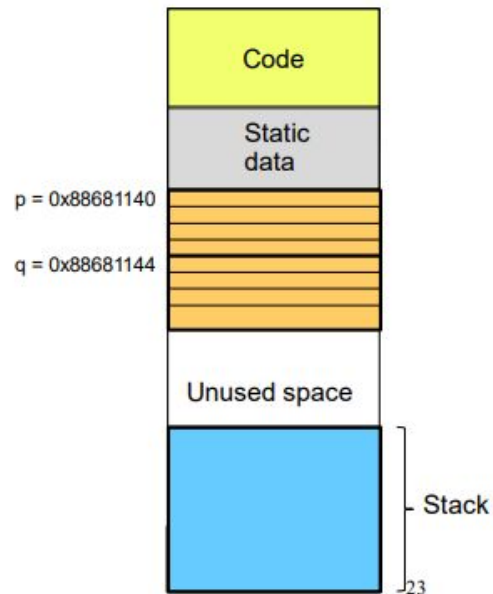 Code
Static
data
p = 0x88681140
q = 0x88681144
Unused space
Stack
23